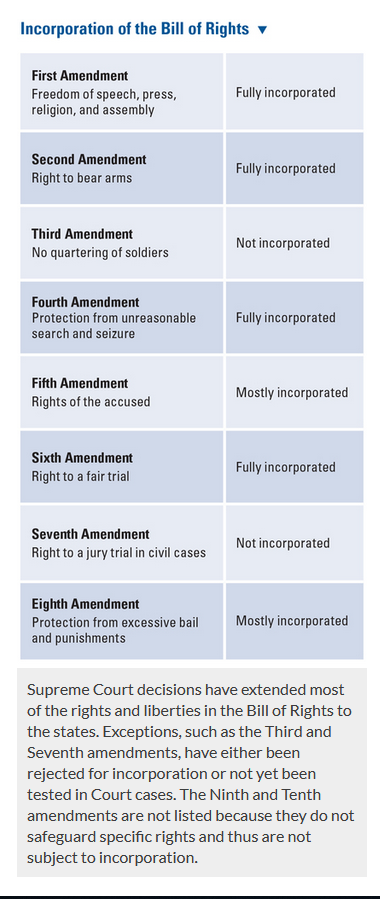 Incorporation of the Bill of Rights ▼
First Amendment
Freedom of speech, press,
religion, and assembly
Fully incorporated
Second Amendment
Right to bear arms
Fully incorporated
Third Amendment
No quartering of soldiers
Not incorporated
Fourth Amendment
Protection from unreasonable
search and seizure
Fully incorporated
Fifth Amendment
Rights of the accused
Mostly incorporated
Sixth Amendment
Right to a fair trial
Fully incorporated
Seventh Amendment
Right to a jury trial in civil cases
Not incorporated
Eighth Amendment
Protection from excessive bail
and punishments
Mostly incorporated
Supreme Court decisions have extended most
of the rights and liberties in the Bill of Rights to
the states. Exceptions, such as the Third and
Seventh amendments, have either been
rejected for incorporation or not yet been
tested in Court cases. The Ninth and Tenth
amendments are not listed because they do not
safeguard specific rights and thus are not
subject to incorporation.